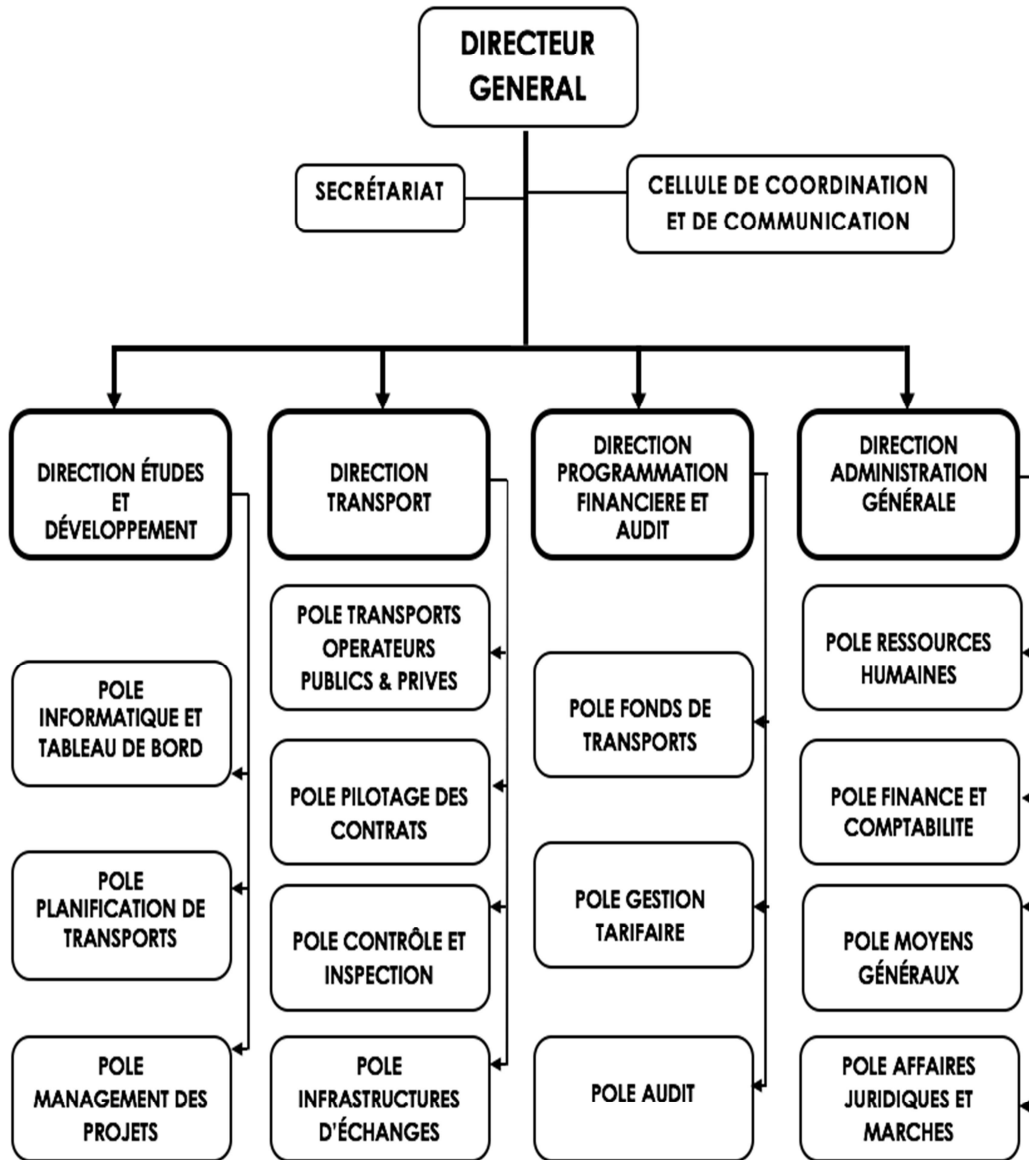 DIRECTEUR
GENERAL
SECRÉTARIAT
CELLULE DE COORDINATION
ET DE COMMUNICATION
DIRECTION ÉTUDES
ET
DÉVELOPPEMENT
DIRECTION
TRANSPORT
DIRECTION
PROGRAMMATION
FINANCIERE ET
AUDIT
DIRECTION
ADMINISTRATION
GÉNÉRALE
POLE
INFORMATIQUE ET
TABLEAU DE BORD
POLE
PLANIFICATION DE
TRANSPORTS
POLE
MANAGEMENT DES
PROJETS
POLE TRANSPORTS
OPERATEURS
PUBLICS & PRIVES
POLE PILOTAGE DES
CONTRATS
POLE CONTRÔLE ET
INSPECTION
POLE
INFRASTRUCTURES
D'ÉCHANGES
POLE FONDS DE
TRANSPORTS
POLE GESTION
TARIFAIRE
POLE AUDIT
POLE RESSOURCES
HUMAINES
POLE FINANCE ET
COMPTABILITE
POLE MOYENS
GÉNÉRAUX
POLE AFFAIRES
JURIDIQUES ET
MARCHES